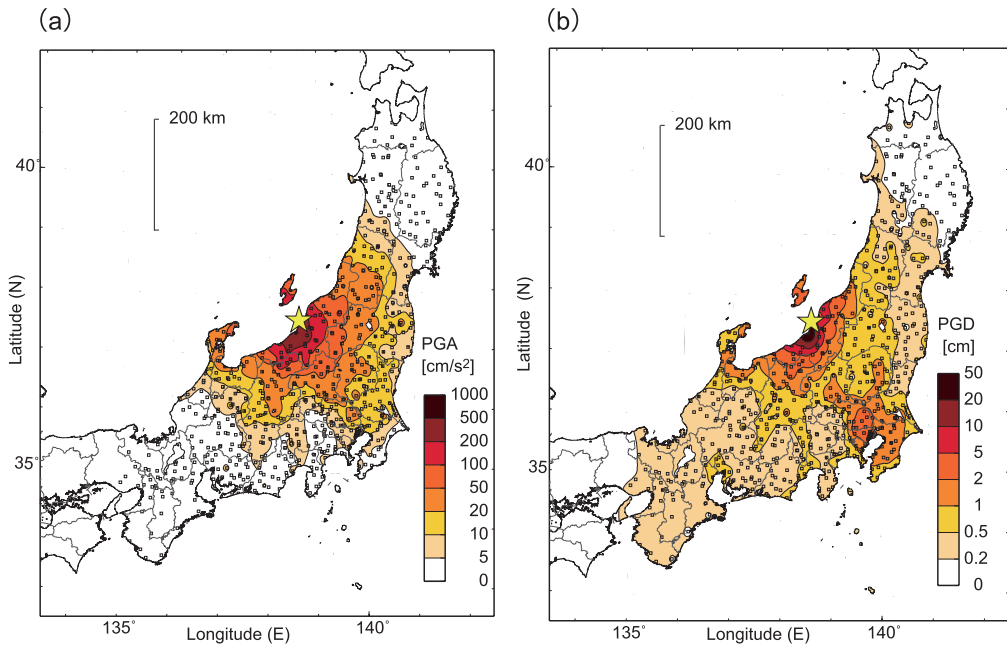 (a)
200 km
40°
35°
Latitude (N)
135°
140°
Longitude (E)
PGA
[cm/s2]
1000
500
200
100
50
20
10
5
0
(b)
200 km
40°
35°
Latitude (N)
135°
140°
Longitude (E)
PGD
[cm]
50
20
10
5
2
1
0.5
0.2
0